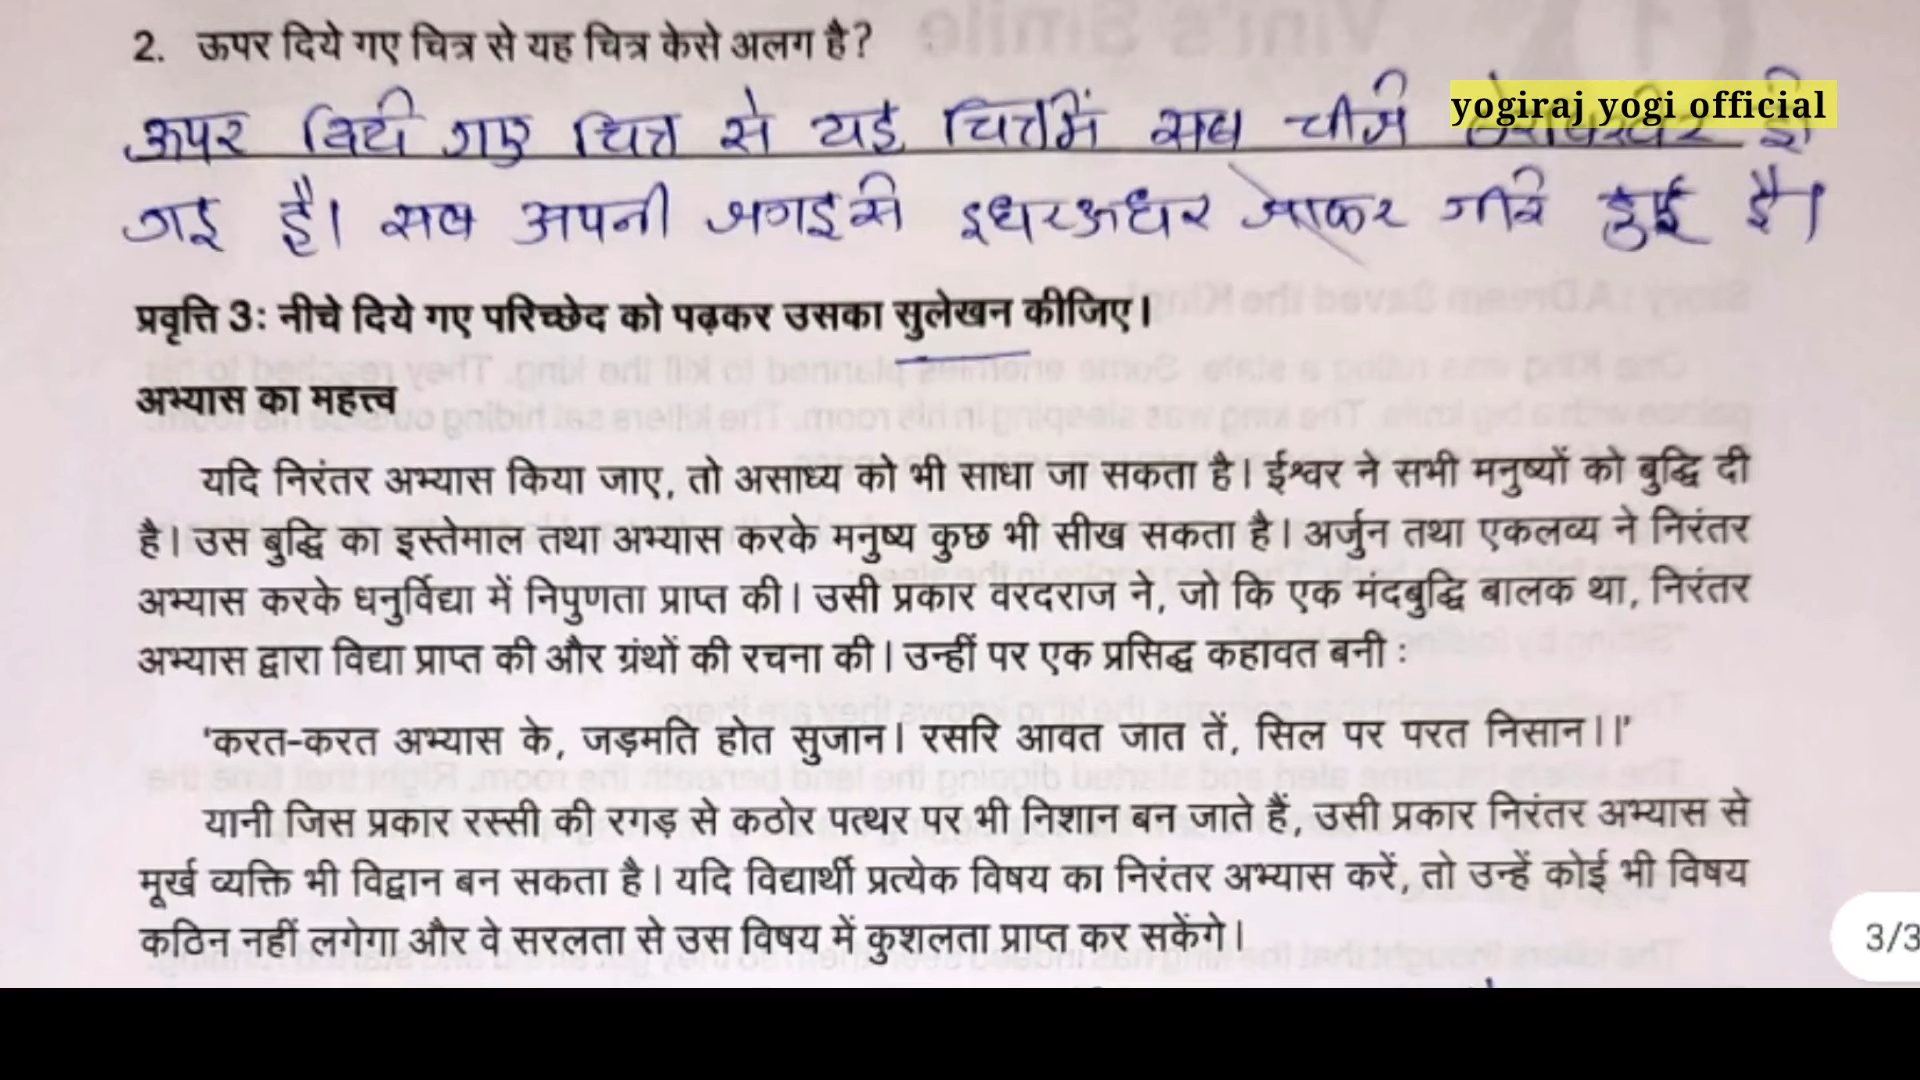 2. ऊपर दिये गए चित्र से यह चित्र केसे अलग है?
yogiraj yogi official
ऊपर दिये गए चित्र से यह चित्रमें सब चीजे
गइ है। सब अपनी जगहसे इधरऊधर जाकर गीरी हुई है।
प्रवृत्ति 3: नीचे दिये गए परिच्छेद को पढ़कर उसका सुलेखन कीजिए।
अभ्यास का महत्त्व
यदि निरंतर अभ्यास किया जाए, तो असाध्य को भी साधा जा सकता है। ईश्वर ने सभी मनुष्यों को बुद्धि दी
है। उस बुद्धि का इस्तेमाल तथा अभ्यास करके मनुष्य कुछ भी सीख सकता है। अर्जुन तथा एकलव्य ने निरंतर
अभ्यास करके धनुर्विद्या में निपुणता प्राप्त की। उसी प्रकार वरदराज ने, जो कि एक मंदबुद्धि बालक था, निरंतर
अभ्यास द्वारा विद्या प्राप्त की और ग्रंथों की रचना की। उन्हीं पर एक प्रसिद्ध कहावत बनी :
'करत-करत अभ्यास के, जड़मति होत सुजान। रसरि आवत जात तें, सिल पर परत निसान।।'
यानी जिस प्रकार रस्सी की रगड़ से कठोर पत्थर पर भी निशान बन जाते हैं, उसी प्रकार निरंतर अभ्यास से
मूर्ख व्यक्ति भी विद्वान बन सकता है। यदि विद्यार्थी प्रत्येक विषय का निरंतर अभ्यास करें, तो उन्हें कोई भी विषय
कठिन नहीं लगेगा और वे सरलता से उस विषय में कुशलता प्राप्त कर सकेंगे।
3/3